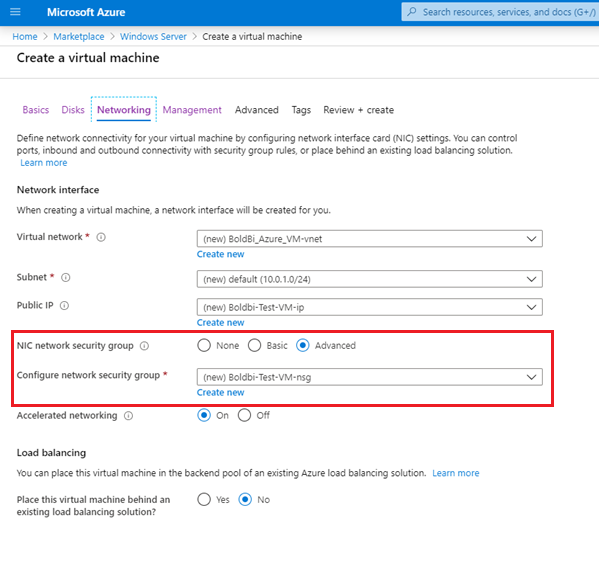 Microsoft Azure
Search resources, services, and docs (G+/)
Home > Marketplace > Windows Server > Create a virtual machine
Create a virtual machine
Basics Disks Networking Management Advanced Tags Review + create
Define network connectivity for your virtual machine by configuring network interface card (NIC) settings. You can control
ports, inbound and outbound connectivity with security group rules, or place behind an existing load balancing solution.
Learn more
Network interface
When creating a virtual machine, a network interface will be created for you.
Virtual network *
(new) BoldBi_Azure_VM-vnet
Create new
Subnet *
(new) default (10.0.1.0/24)
Public IP
(new) Boldbi-Test-VM-ip
Create new
NIC network security group
None Basic Advanced
Configure network security group *
(new) Boldbi-Test-VM-nsg
Create new
Accelerated networking
On Off
Load balancing
You can place this virtual machine in the backend pool of an existing Azure load balancing solution. Learn more
Place this virtual machine behind an
existing load balancing solution?
Yes No